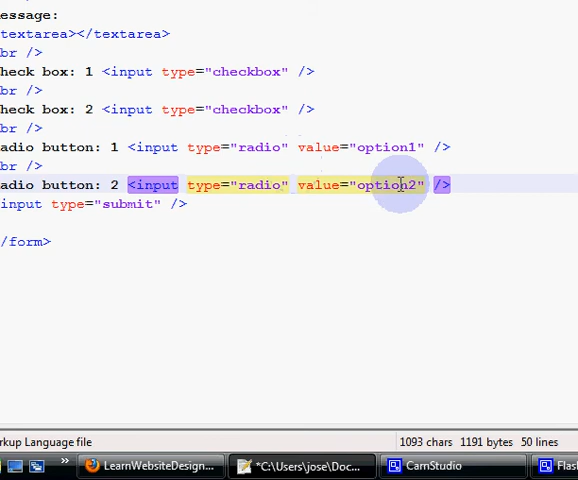 essage:
textarea></textarea>
br />
heck box: 1 <input type="checkbox" />
br />
heck box: 2 <input type="checkbox" />
br />
adio button: 1 <input type="radio" value="option1" />
br />
adio button: 2 <input type="radio" value="option2" />
input type="submit" />
/form>
rkup Language file 1093 chars 1191 bytes 50 lines
» LearnWebsiteDesign... *C:\Users\jose\Doc... CamStudio Flas